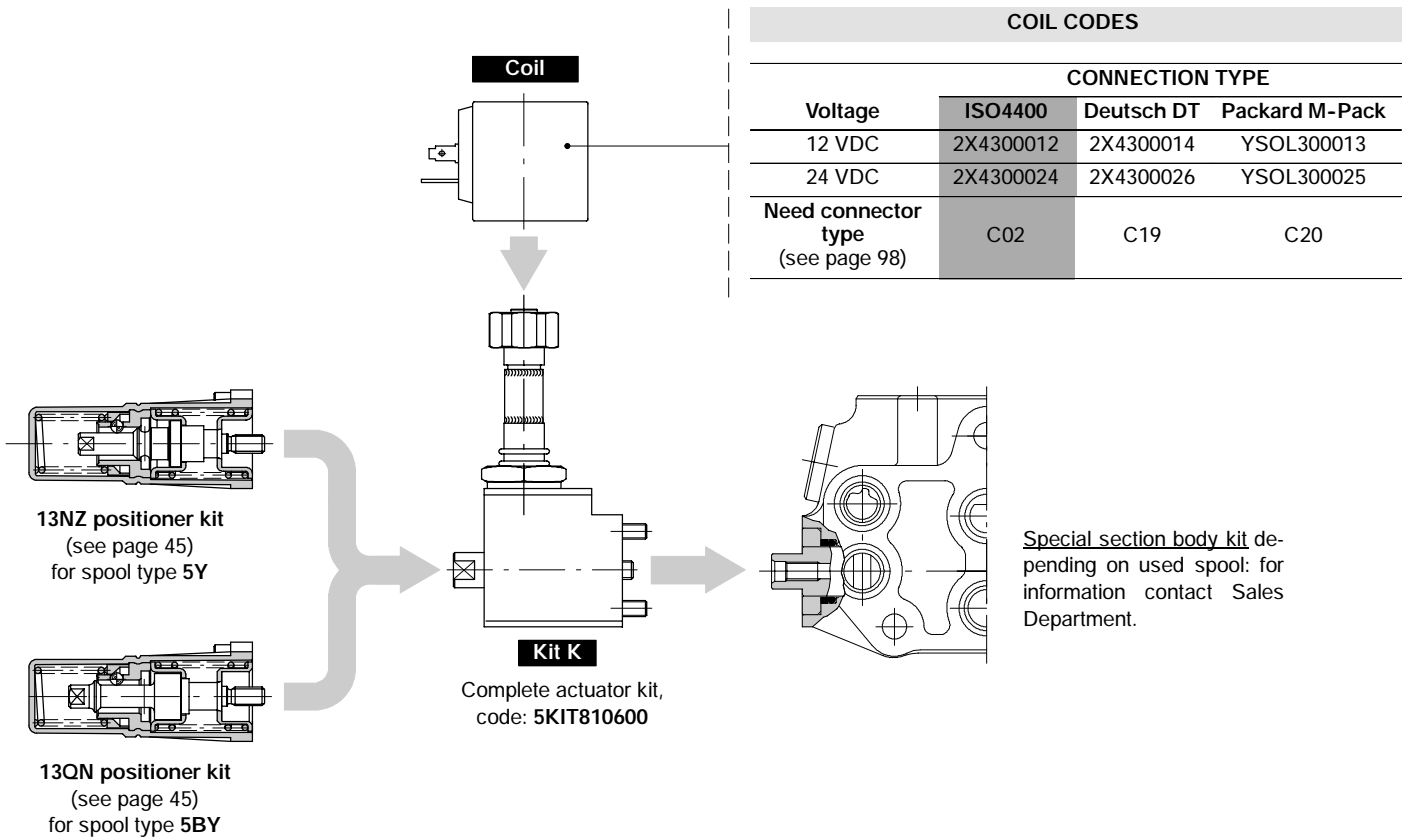 COIL CODES
CONNECTION TYPE
Voltage ISO4400 Deutsch DT Packard M-Pack
12 VDC 2X4300012 2X4300014 YSOL300013
24 VDC 2X4300024 2X4300026 YSOL300025
Need connector
type
(see page 98)
C02 C19 C20
Coil
13NZ positioner kit
(see page 45)
for spool type 5Y
13QN positioner kit
(see page 45)
for spool type 5BY
Kit K
Complete actuator kit,
code: 5KIT810600
Special section body kit de-
pending on used spool: for
information contact Sales
Department.